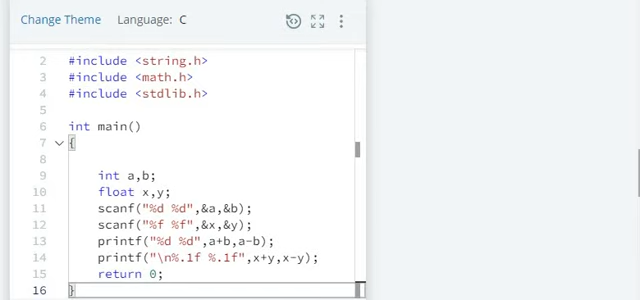 Change Theme Language: C
2 #include <string.h>
3 #include <math.h>
4 #include <stdlib.h>
5
6 int main()
7 {
8
9 int a,b;
10 float x,y;
11 scanf("%d %d",&a,&b);
12 scanf("%f %f",&x,&y);
13 printf("%d %d",a+b,a-b);
14 printf("\n%.1f %.1f",x+y,x-y);
15 return 0;
16 }